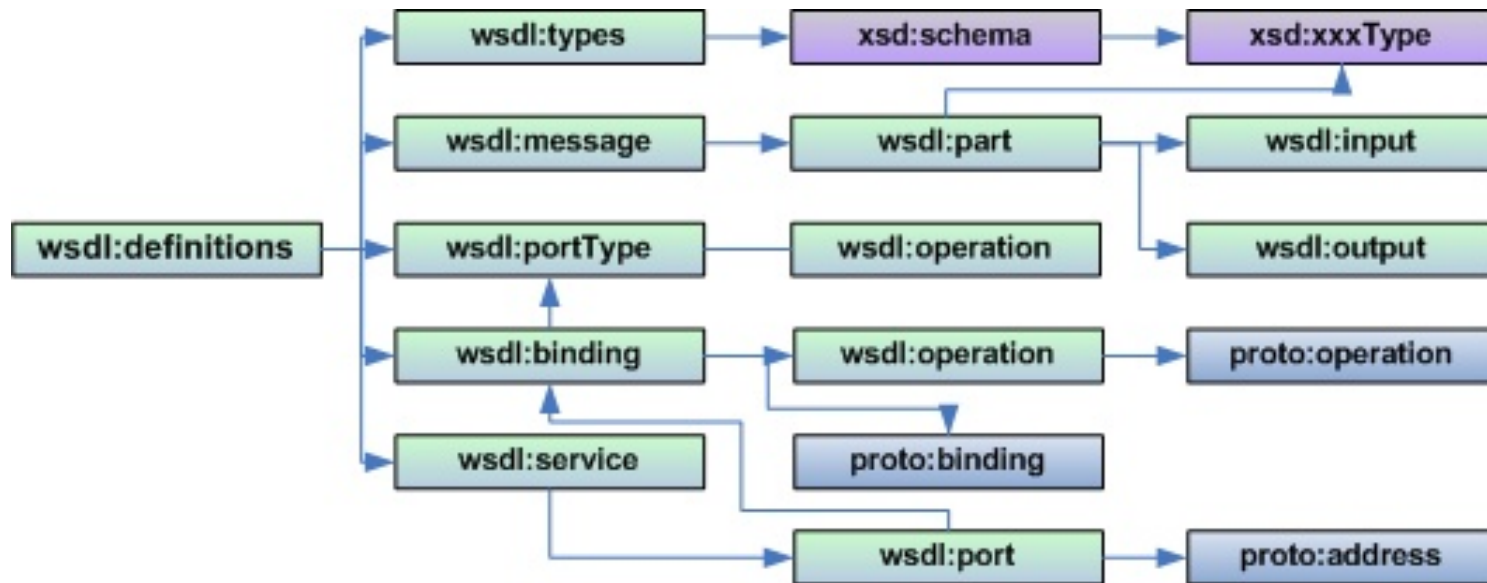 wsdl:types
xsd:schema
xsd:xxxType
wsdl:message
wsdl:part
wsdl:input
wsdl:definitions
wsdl:portType
wsdl:operation
wsdl:output
wsdl:binding
wsdl:operation
proto:operation
wsdl:service
proto:binding
wsdl:port
proto:address